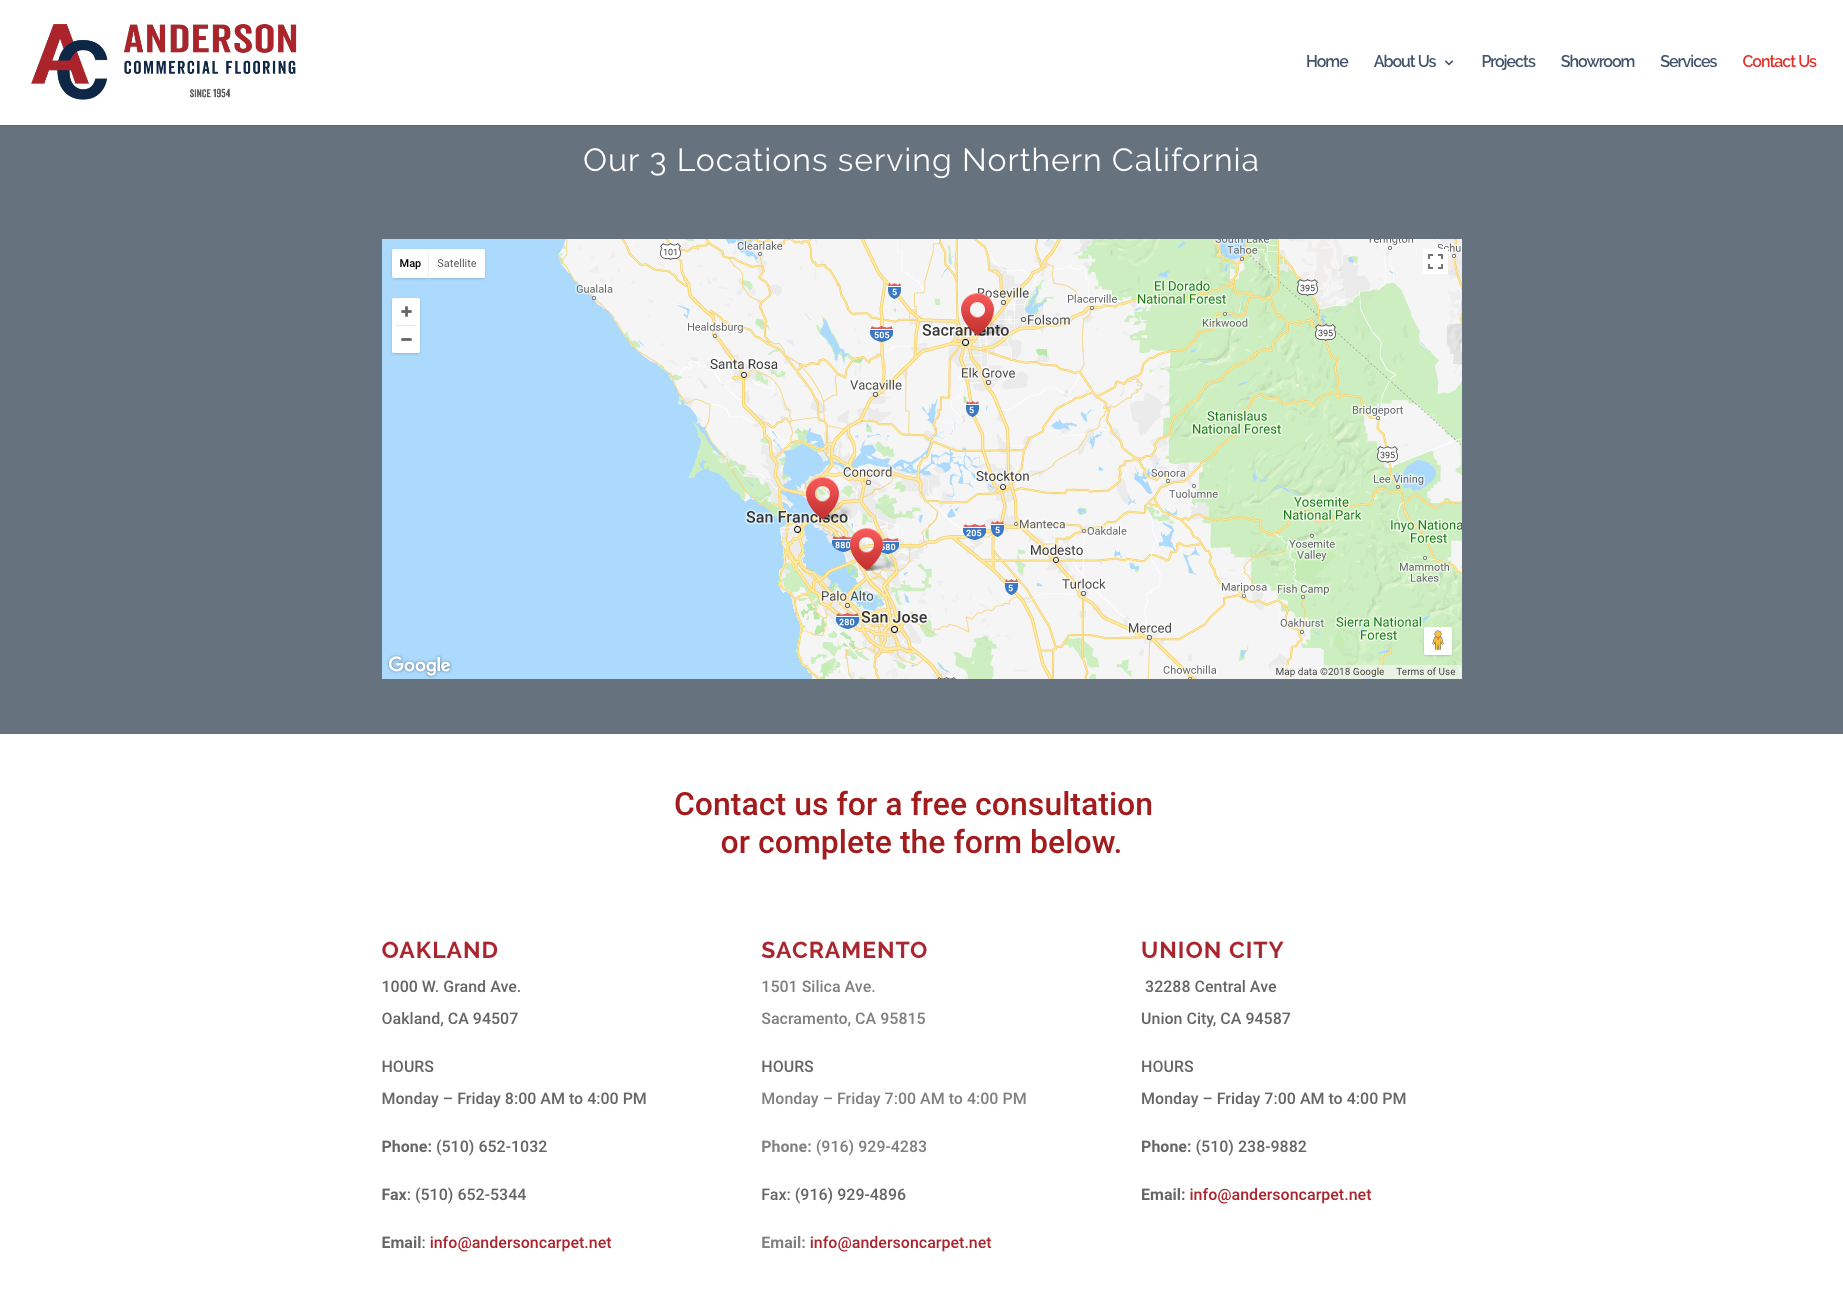 ANDERSON
COMMERCIAL FLOORING
SINCE 1954
Home About Us Projects Showroom Services Contact Us
Our 3 Locations serving Northern California
Map Satellite
Clearlake
101
Tahoe
Gualala
5
Roseville
Placerville
El Dorado
National Forest
395
Healdsburg
505
Sacramento
Folsom
Kirkwood
395
Santa Rosa
Vacaville
Elk Grove
5
Stanislaus
National Forest
Bridgeport
395
Concord
Stockton
Sonora
Tuolumne
Lee Vining
San Francisco
Yosemite
National Park
880
580
205
5
Manteca
Oakdale
Modesto
Yosemite
Valley
Inyo Nationa
Forest
Mammoth
Lakes
Palo Alto
5
Turlock
Mariposa
Fish Camp
280
San Jose
Merced
Oakhurst
Sierra National
Forest
Google
Chowchilla
Map data ©2018 Google Terms of Use
Contact us for a free consultation
or complete the form below.
OAKLAND
1000 W. Grand Ave.
Oakland, CA 94507
HOURS
Monday – Friday 8:00 AM to 4:00 PM
Phone: (510) 652-1032
Fax: (510) 652-5344
Email: info@andersoncarpet.net
SACRAMENTO
1501 Silica Ave.
Sacramento, CA 95815
HOURS
Monday – Friday 7:00 AM to 4:00 PM
Phone: (916) 929-4283
Fax: (916) 929-4896
Email: info@andersoncarpet.net
UNION CITY
32288 Central Ave
Union City, CA 94587
HOURS
Monday – Friday 7:00 AM to 4:00 PM
Phone: (510) 238-9882
Email: info@andersoncarpet.net